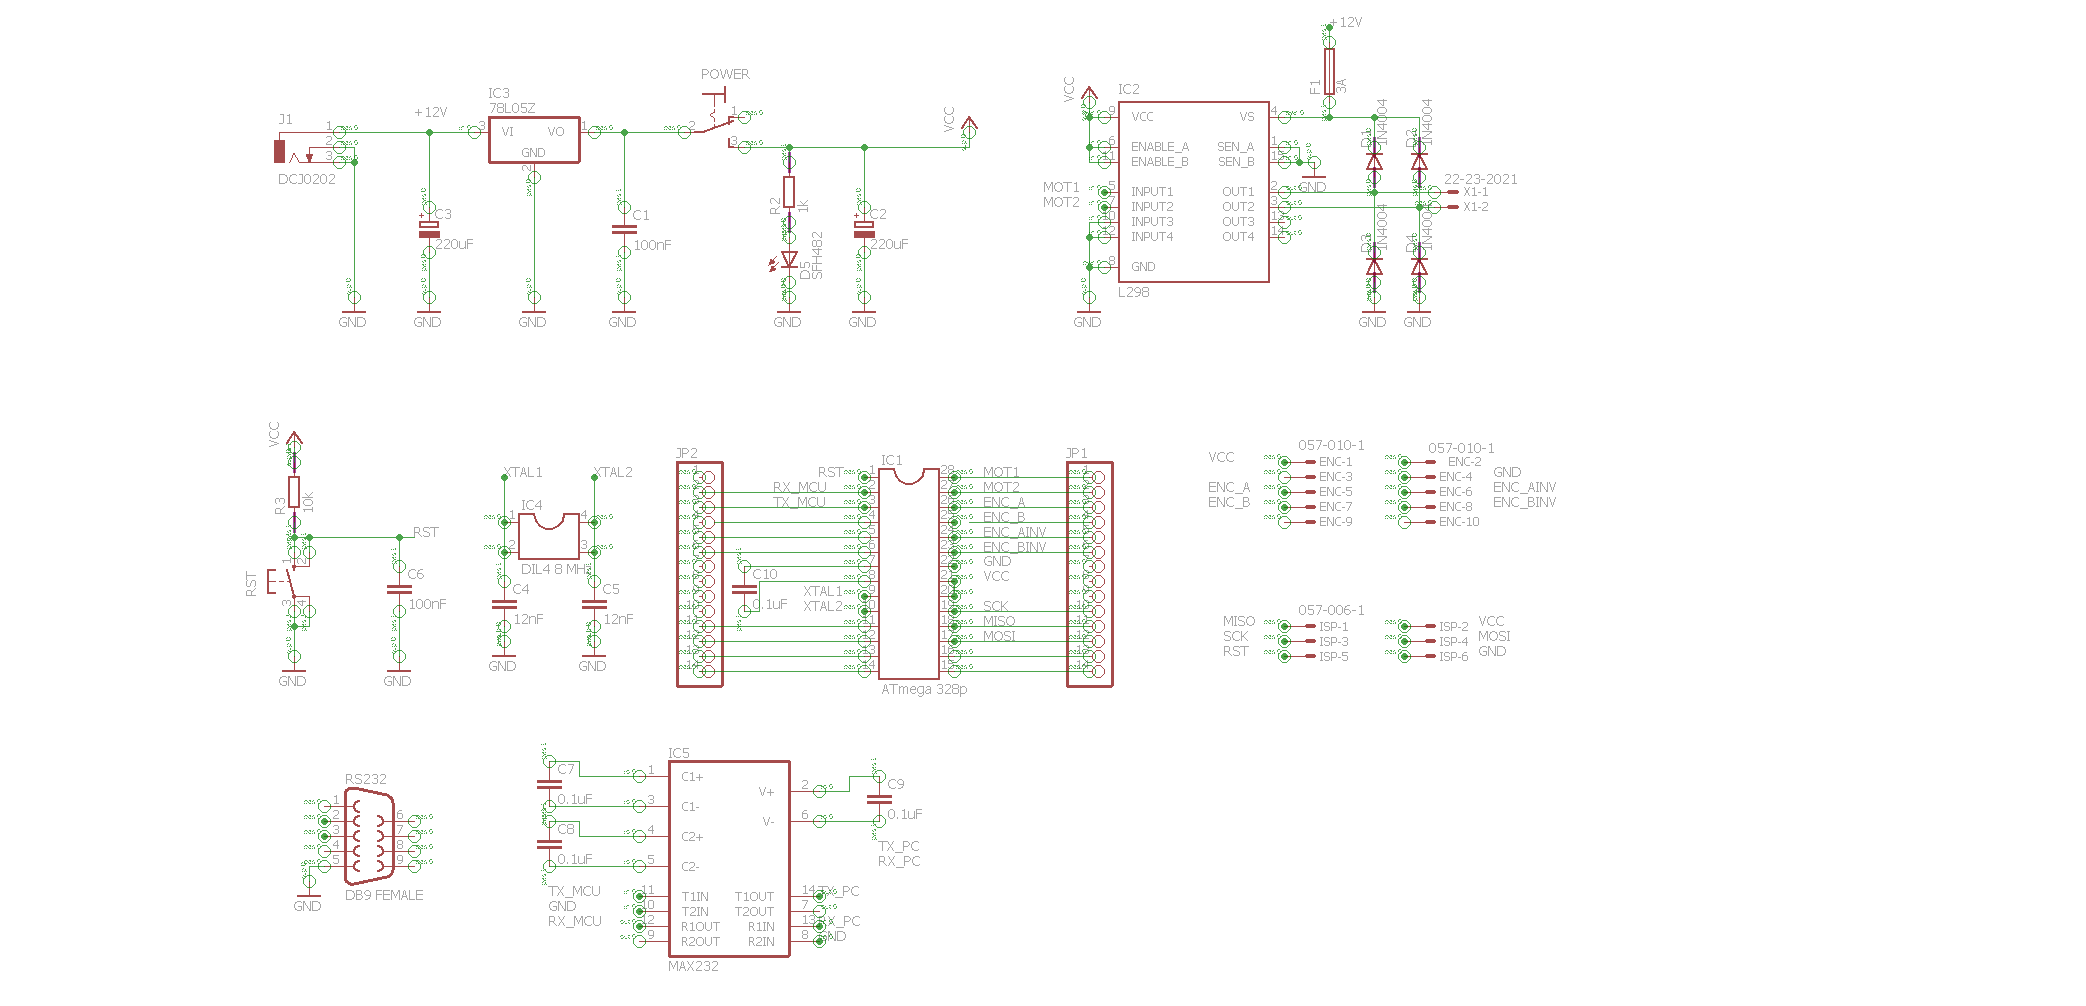 +12V
POWER
IC3
78L05Z
+12V
J1
1
2
3
DCJ0202
3
VI
VO
1
GND
2
2
1
3
VCC
C3
220uF
C1
100nF
R2
1k
D5
SFH482
C2
220uF
GND
GND
GND
GND
GND
GND
VCC
IC2
F1
3A
9
VCC
6
ENABLE_A
11
ENABLE_B
MOT1
5
INPUT1
MOT2
7
INPUT2
10
INPUT3
12
INPUT4
8
GND
VS
4
SEN_A
1
SEN_B
15
OUT1
2
OUT2
3
OUT3
13
OUT4
14
L298
GND
GND
D1
1N4004
D2
1N4004
D3
1N4004
D4
1N4004
22-23-2021
X1-1
X1-2
GND
GND
VCC
R3
10k
RST
RST
1
2
3
4
C6
100nF
GND
GND
XTAL1
XTAL2
IC4
1
4
2
3
DIL4 8 MH
C4
12nF
C5
12nF
GND
GND
JP2
IC1
JP1
RST
RX_MCU
TX_MCU
C10
0.1uF
XTAL1
XTAL2
MOT1
MOT2
ENC_A
ENC_B
ENC_AINV
ENC_BINV
GND
VCC
SCK
MISO
MOSI
ATmega 328p
057-010-1
057-010-1
VCC
ENC-1
ENC-2
ENC-3
ENC-4
GND
ENC_A
ENC-5
ENC-6
ENC_AINV
ENC_B
ENC-7
ENC-8
ENC_BINV
ENC-9
ENC-10
057-006-1
MISO
ISP-1
ISP-2
VCC
SCK
ISP-3
ISP-4
MOSI
RST
ISP-5
ISP-6
GND
RS232
1
2
3
4
5
6
7
8
9
DB9 FEMALE
GND
IC5
C7
0.1uF
C8
0.1uF
1
C1+
3
C1-
4
C2+
5
C2-
V+
2
V-
6
C9
0.1uF
TX_PC
RX_PC
TX_MCU
GND
RX_MCU
11
T1IN
10
T2IN
12
R1OUT
9
R2OUT
T1OUT
14
TX_PC
T2OUT
7
R1IN
13
RX_PC
R2IN
8
GND
MAX232